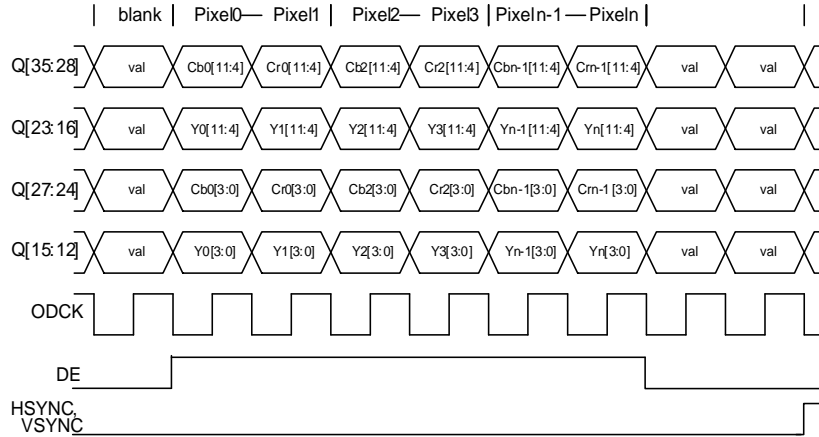 blank Pixel0 Pixel1 Pixel2 Pixel3 Pixeln-1 Pixeln
Q[35:28] val Cb0[11:4] Cr0[11:4] Cb2[11:4] Cr2[11:4] Cbn-1[11:4] Crn-1[11:4] val val
Q[23:16] val Y0[11:4] Y1[11:4] Y2[11:4] Y3[11:4] Yn-1[11:4] Yn[11:4] val val
Q[27:24] val Cb0[3:0] Cr0[3:0] Cb2[3:0] Cr2[3:0] Cbn-1[3:0] Crn-1[3:0] val val
Q[15:12] val Y0[3:0] Y1[3:0] Y2[3:0] Y3[3:0] Yn-1[3:0] Yn[3:0] val val
ODCK
DE
HSYNC,
VSYNC